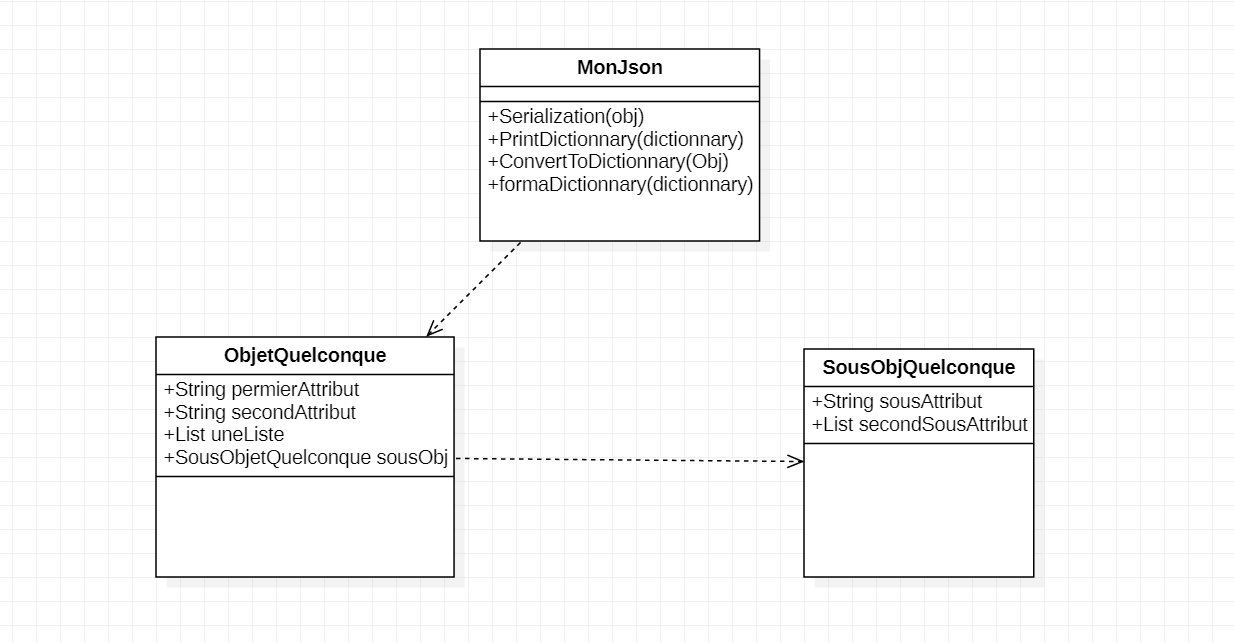 MonJson
+Serialization(obj)
+PrintDictionnary(dictionnary)
+ConvertToDictionnary(Obj)
+formaDictionnary(dictionnary)
ObjetQuelconque
+String permierAttribut
+String secondAttribut
+List uneListe
+SousObjetQuelconque sousObj
SousObjQuelconque
+String sousAttribut
+List secondSousAttribut